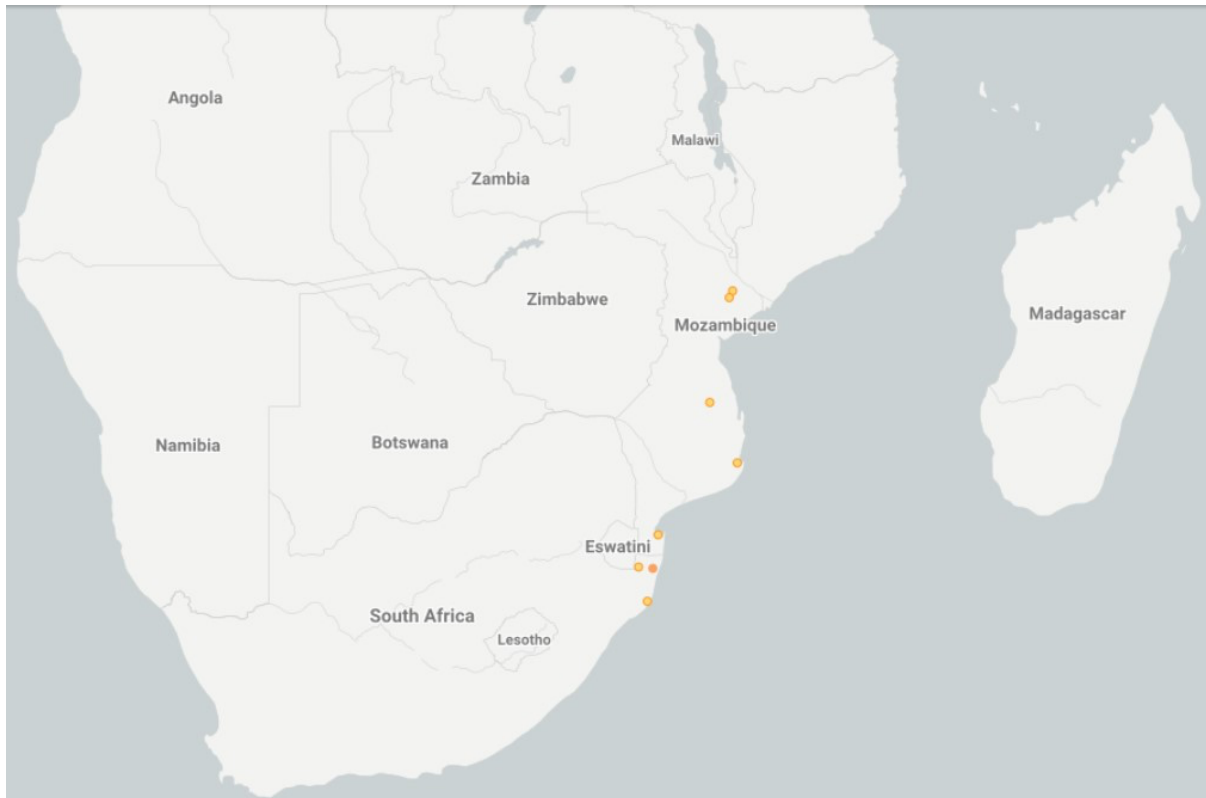 Angola
Malawi
Zambia
Zimbabwe
Madagascar
Mozambique
Namibia
Botswana
Eswatini
South Africa
Lesotho